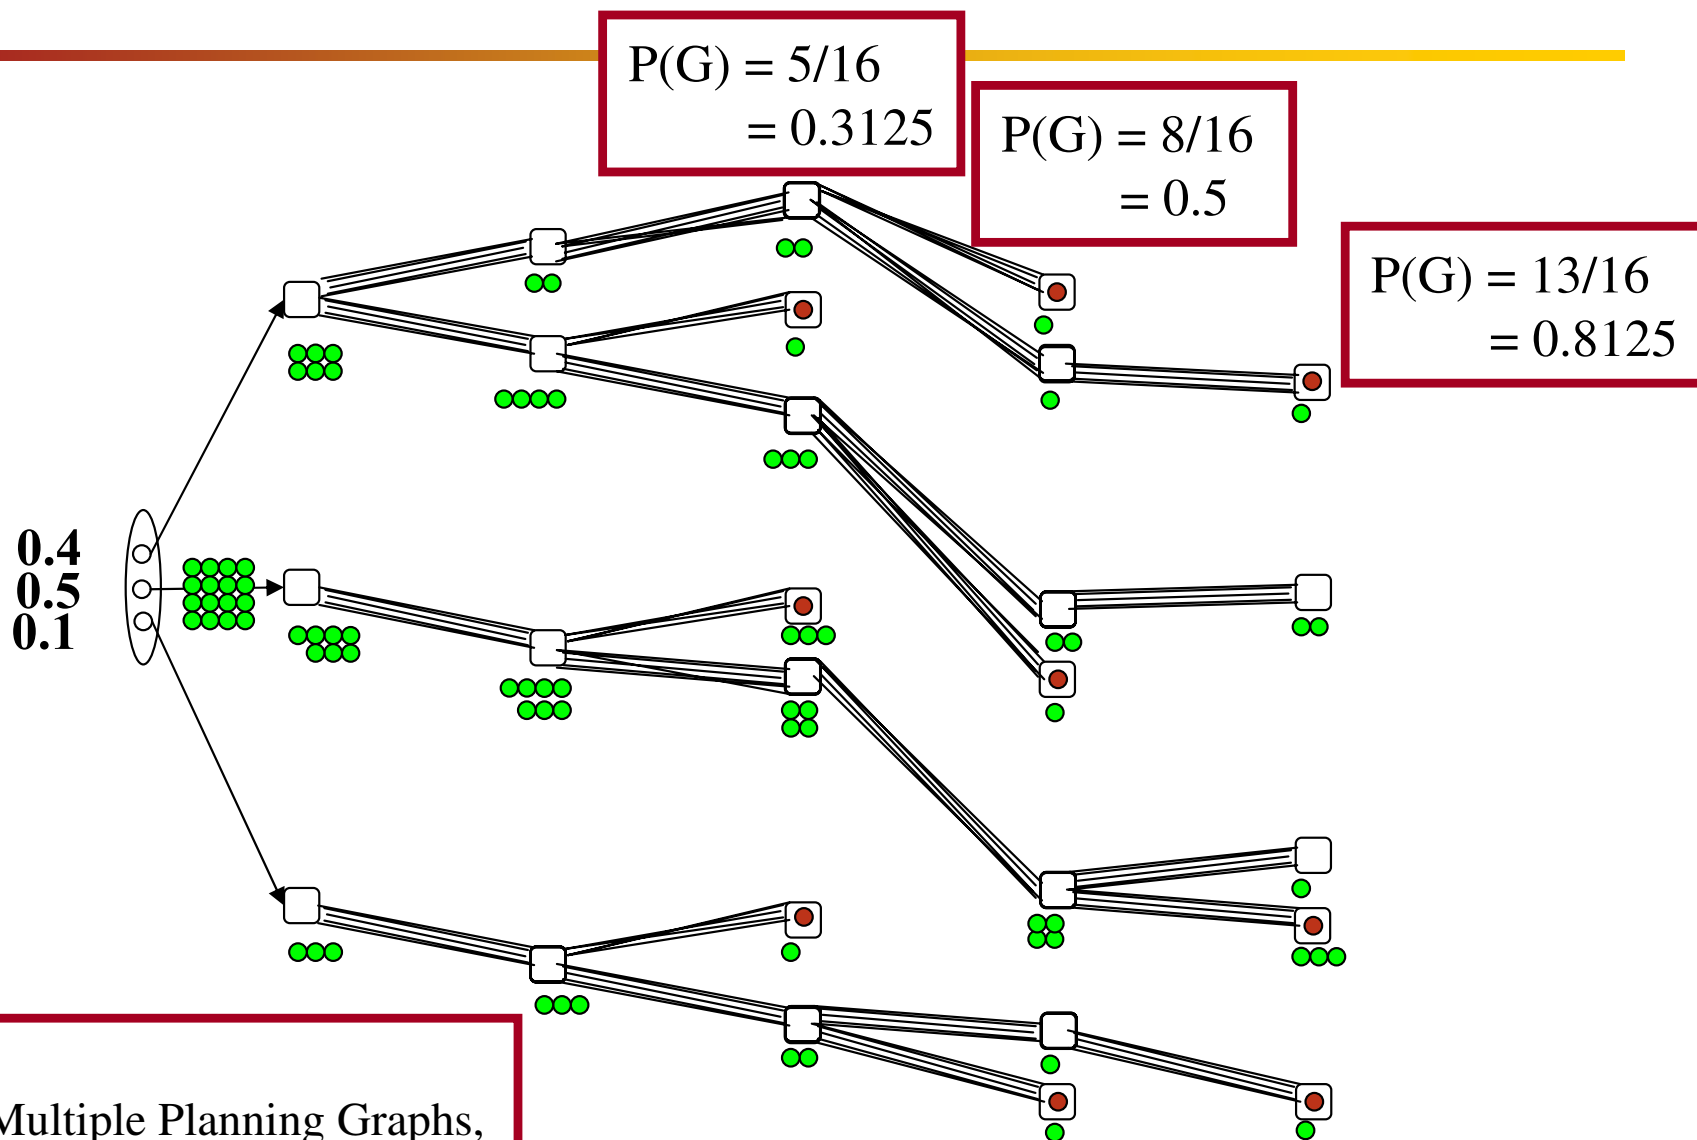 P(G) = 5/16
= 0.3125
P(G) = 8/16
= 0.5
P(G) = 13/16
= 0.8125
0.4
0.5
0.1
Multiple Planning Graphs,